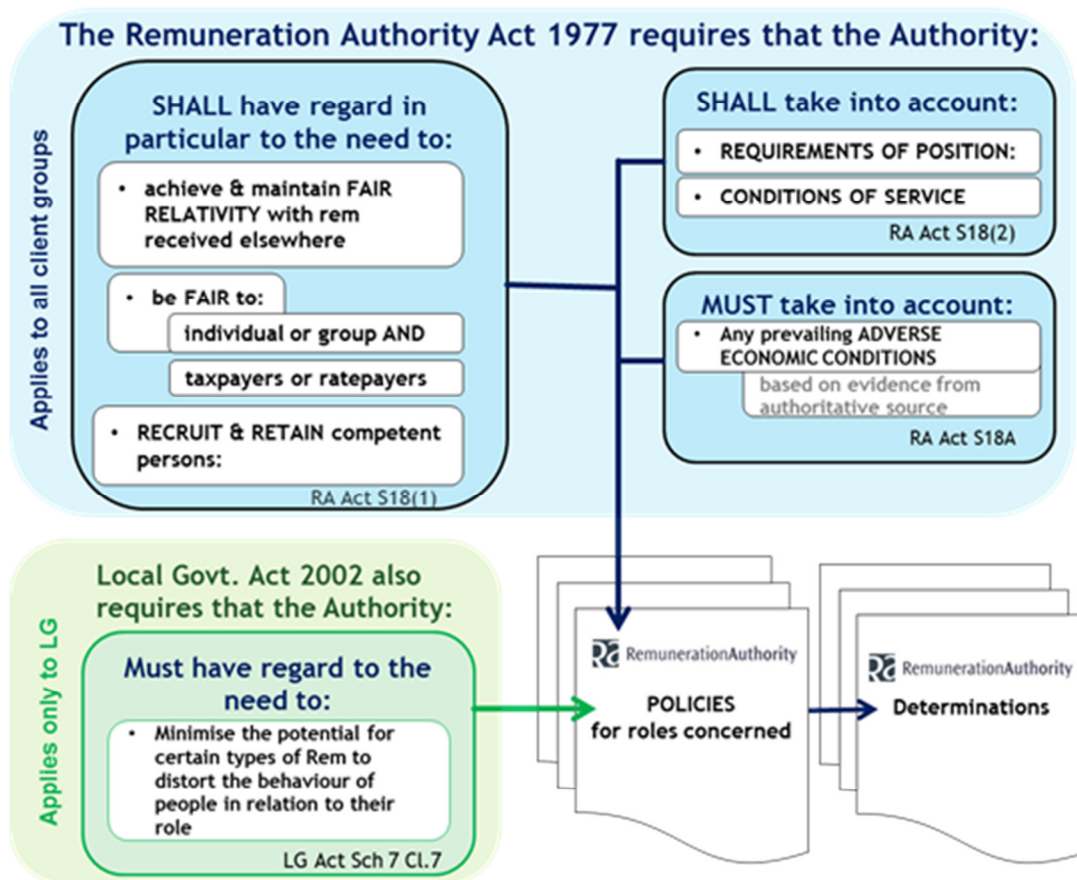 The Remuneration Authority Act 1977 requires that the Authority:
Applies to all client groups
SHALL have regard in
particular to the need to:
• achieve & maintain FAIR
RELATIVITY with rem
received elsewhere
• be FAIR to:
individual or group AND
taxpayers or ratepayers
• RECRUIT & RETAIN competent
persons:
RA Act S18(1)
SHALL take into account:
• REQUIREMENTS OF POSITION:
• CONDITIONS OF SERVICE
RA Act S18(2)
MUST take into account:
• Any prevailing ADVERSE
ECONOMIC CONDITIONS
based on evidence from
authoritative source
RA Act S18A
Applies only to LG
Local Govt. Act 2002 also
requires that the Authority:
Must have regard to the
need to:
• Minimise the potential for
certain types of Rem to
distort the behaviour of
people in relation to their
role
LG Act Sch 7 Cl.7
Ra RemunerationAuthority
POLICIES
for roles concerned
Ra RemunerationAuthority
Determinations